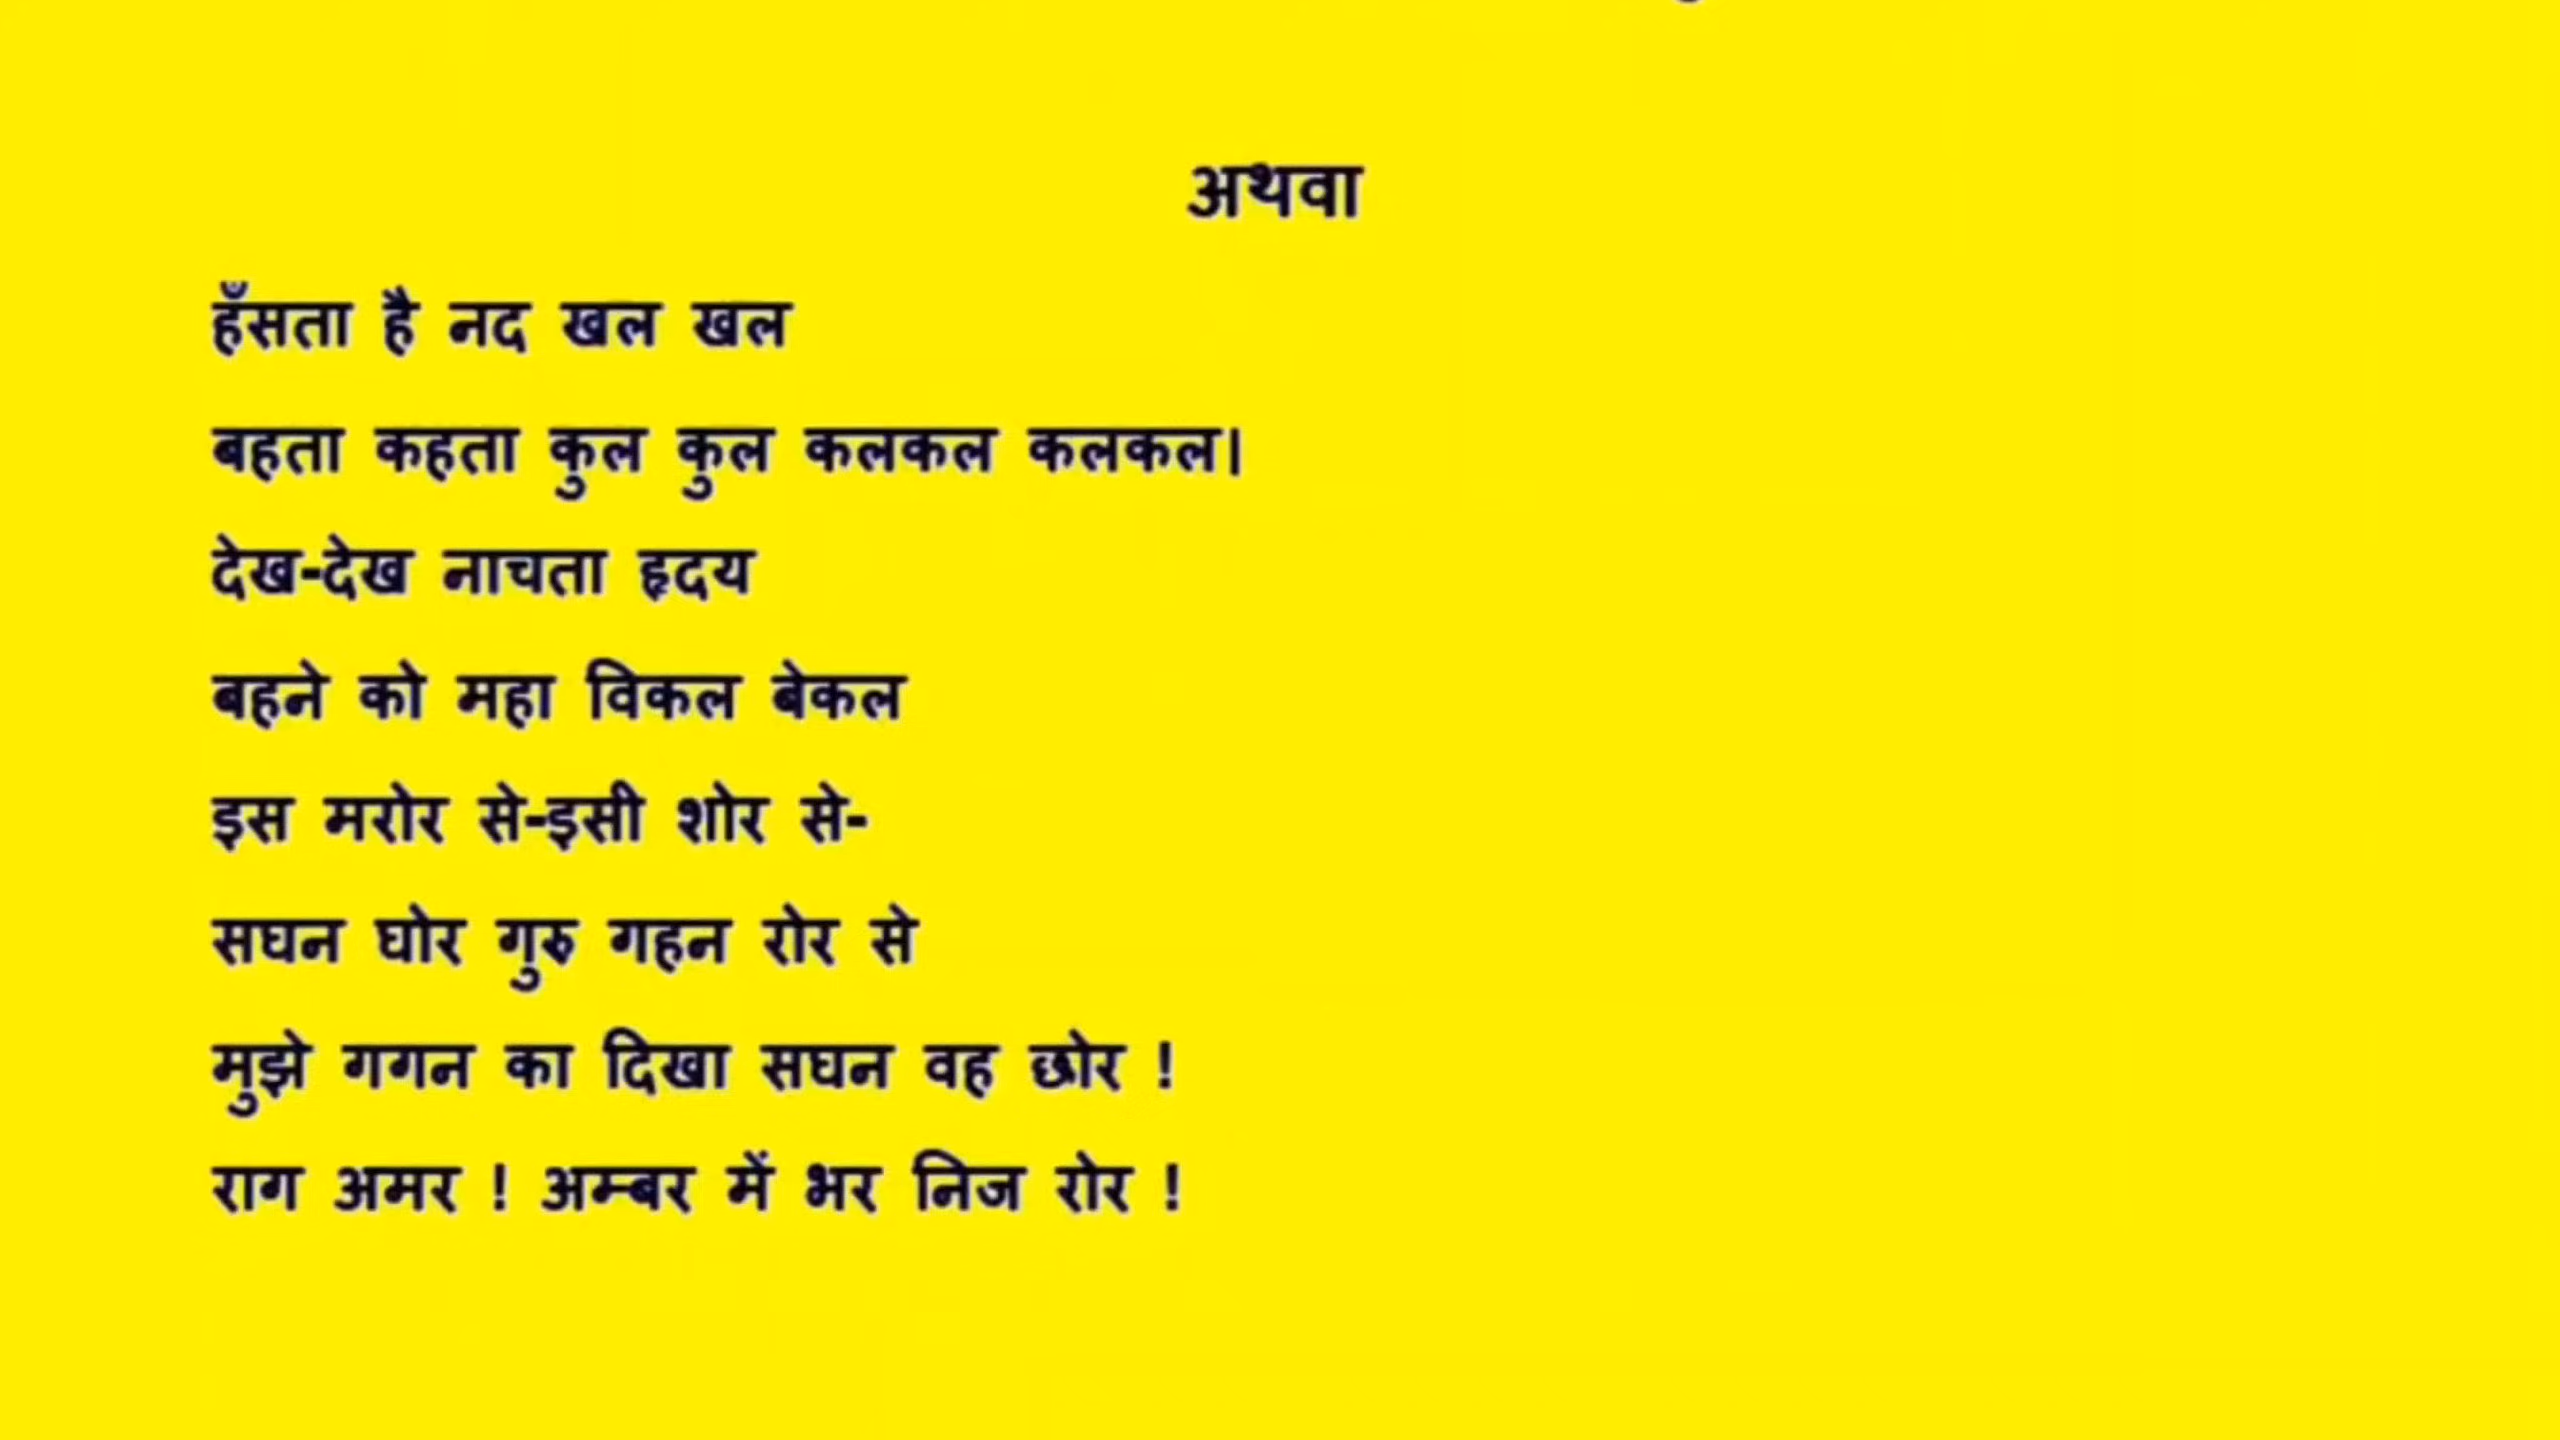 अथवा
हँसता है नद खल खल
बहता कहता कुल कुल कलकल कलकल।
देख-देख नाचता हृदय
बहने को महा विकल बेकल
इस मरोर से-इसी शोर से-
सघन घोर गुरु गहन रोर से
मुझे गगन का दिखा सघन वह छोर !
राग अमर ! अम्बर में भर निज रोर !